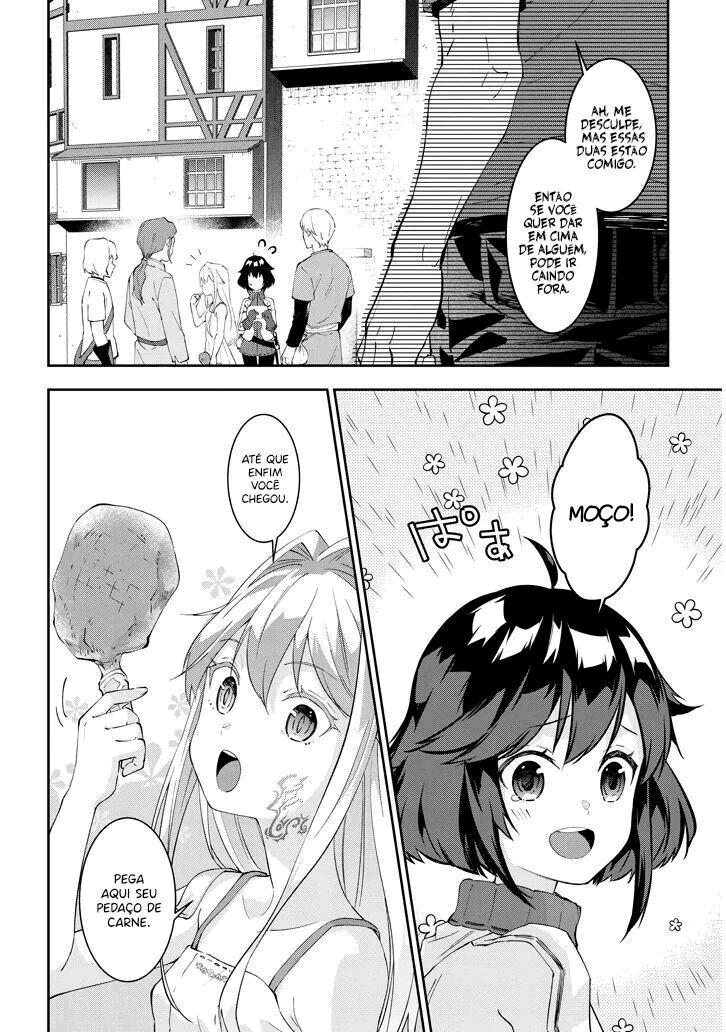 AH, ME
DESCULPE,
MAS ESSAS
DUAS ESTÃO
COMIGO.
ENTÃO
SE VOCÊ
QUER DAR
EM CIMA
DE ALGUÉM,
PODE IR
CAINDO
FORA.
MOÇO!
ぱぁ
ATÉ QUE
ENFIM
VOCÊ
CHEGOU.
PEGA
AQUI SEU
PEDAÇO DE
CARNE.